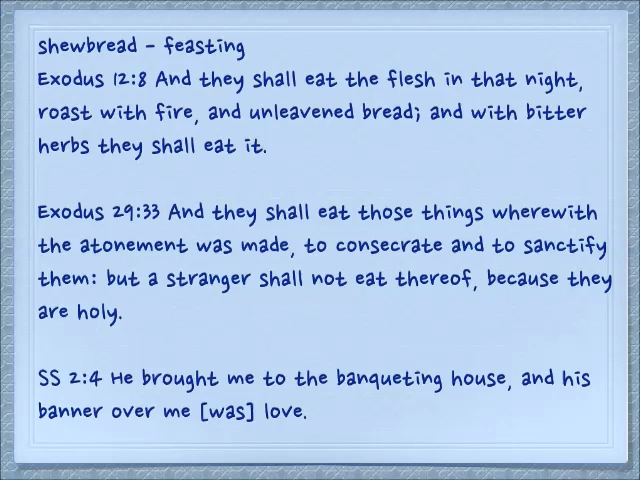 shewbread - feasting
Exodus 12:8 And they shall eat the flesh in that night,
roast with fire, and unleavened bread; and with bitter
herbs they shall eat it.
Exodus 29:33 And they shall eat those things wherewith
the atonement was made, to consecrate and to sanctify
them: but a stranger shall not eat thereof, because they
are holy.
SS 2:4 He brought me to the banqueting house, and his
banner over me [was] love.